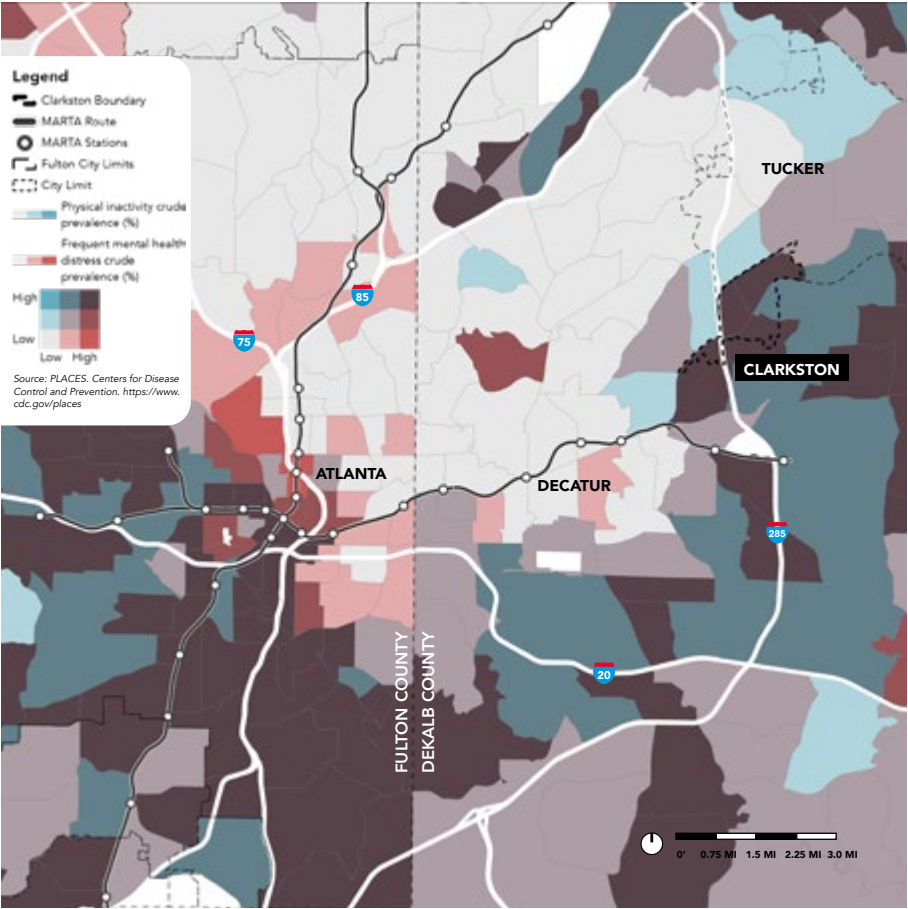 Legend
Clarkston Boundary
MARTA Route
MARTA Stations
Fulton City Limits
City Limit
Physical inactivity crude
prevalence (%)
Frequent mental health
distress crude
prevalence (%)
High
Low
Low High
Source: PLACES. Centers for Disease
Control and Prevention. https://www.
cdc.gov/places
TUCKER
85
75
CLARKSTON
ATLANTA
DECATUR
285
FULTON COUNTY
DEKALB COUNTY
20
0' 0.75 MI 1.5 MI 2.25 MI 3.0 MI